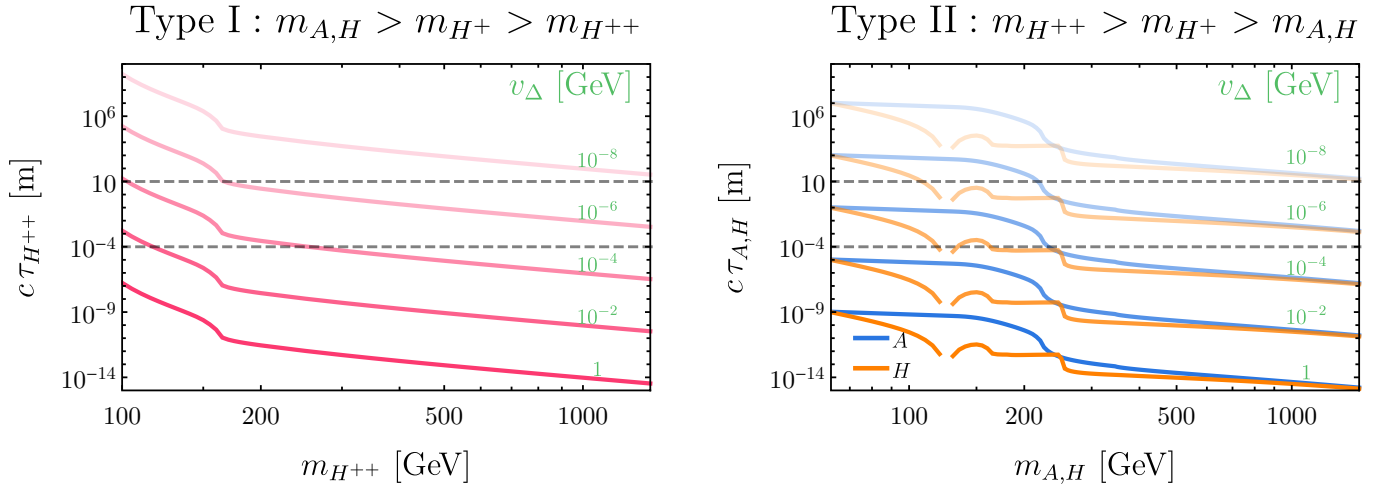 Type I : m_{A,H} > m_{H^+} > m_{H^{++}}
v_Δ [GeV]
c τ_{H^{++}} [m]
10^6
10
10^{-4}
10^{-9}
10^{-14}
10^{-8}
10^{-6}
10^{-4}
10^{-2}
1
100 200 500 1000
m_{H^{++}} [GeV]
Type II : m_{H^{++}} > m_{H^+} > m_{A,H}
v_Δ [GeV]
c τ_{A,H} [m]
10^6
10
10^{-4}
10^{-9}
10^{-14}
10^{-8}
10^{-6}
10^{-4}
10^{-2}
1
A
H
100 200 500 1000
m_{A,H} [GeV]